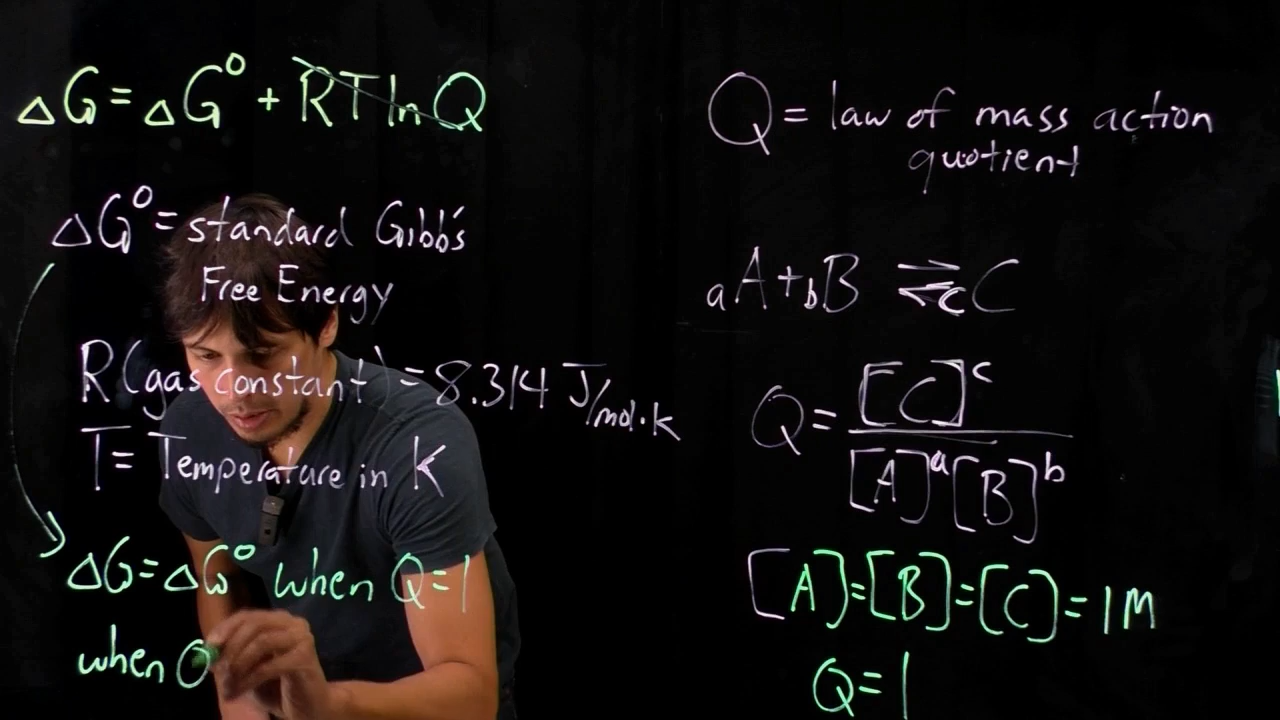 ΔG = ΔG° + RT ln Q
ΔG° = standard Gibb's
Free Energy
R (gas constant) = 8.314 J/mol·K
T = Temperature in K
ΔG = ΔG° when Q = 1
when Q
Q = law of mass action
quotient
aA + bB ⇌ cC
Q = [C]^c / [A]^a [B]^b
[A] = [B] = [C] = 1M
Q = 1